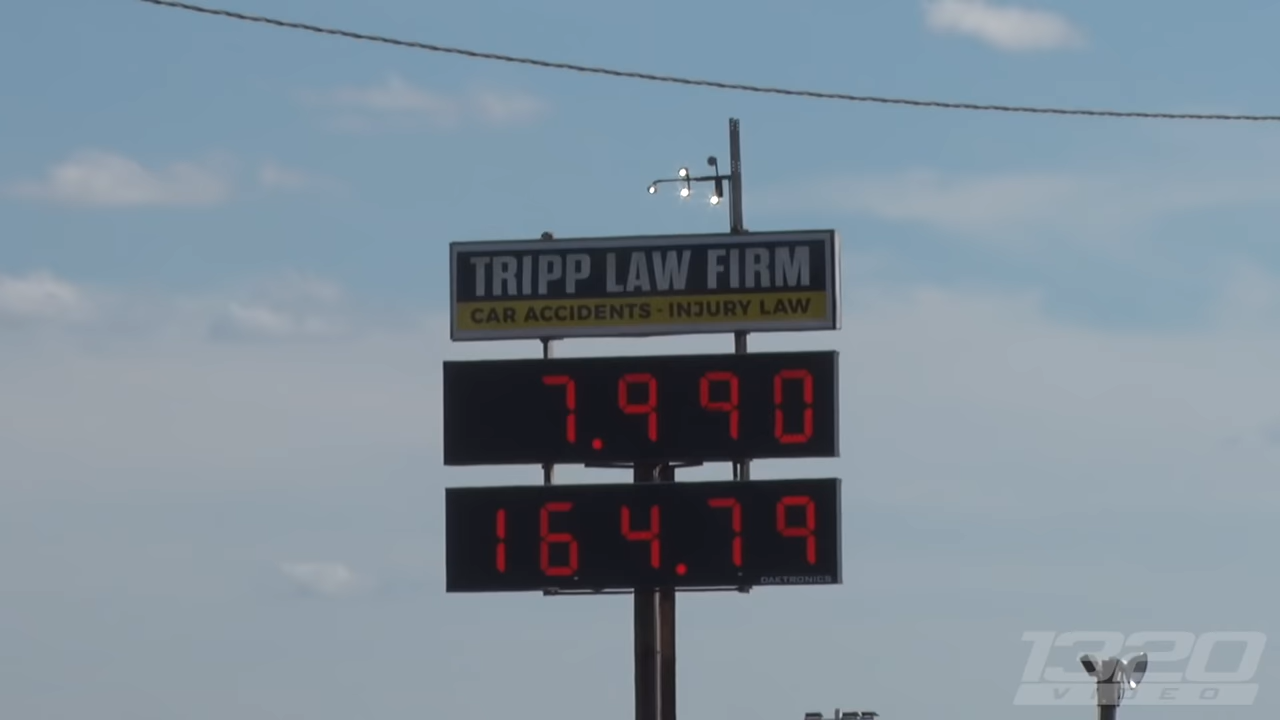 TRIPP LAW FIRM
CAR ACCIDENTS - INJURY LAW
7.990
164.79
DAKTRONICS
1320
VIDEO